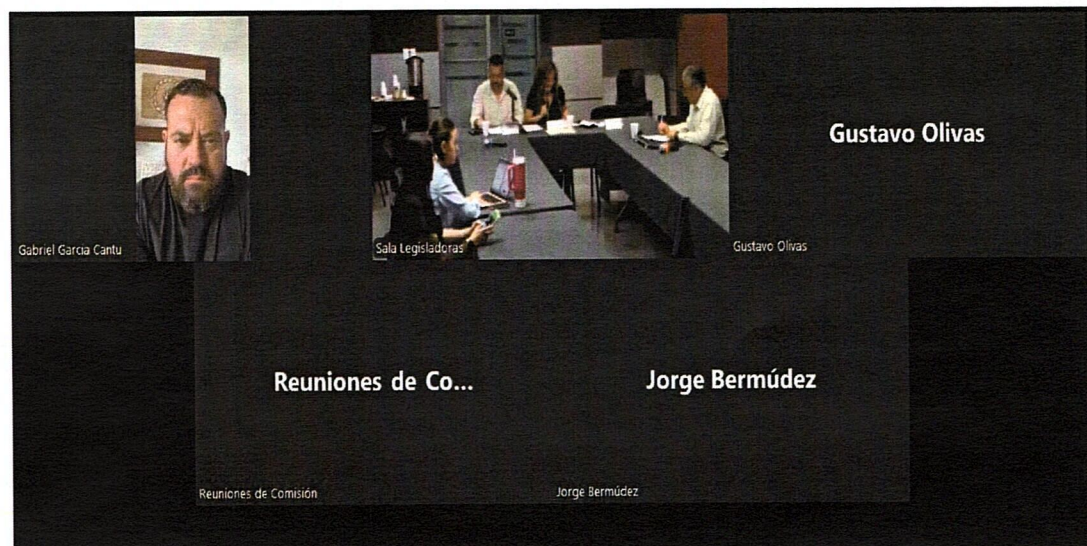 Gustavo Olivas
Gabriel Garcia Cantu
Sala Legisladoras
Gustavo Olivas
Reuniones de Co...
Jorge Bermúdez
Reuniones de Comisión
Jorge Bermúdez